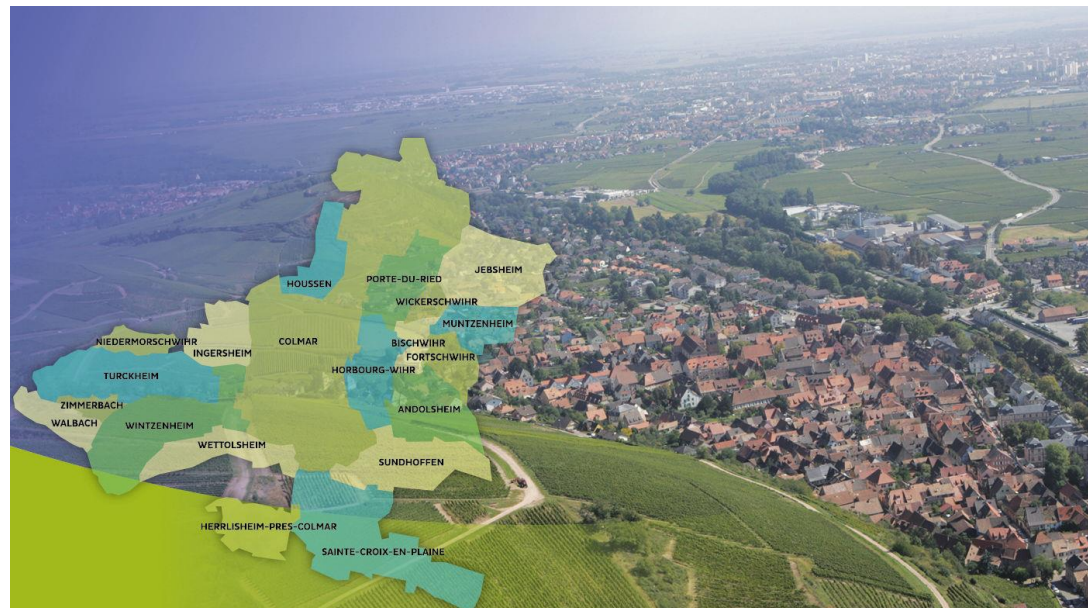 JEBSHEIM
PORTE-DU-RIED
HOUSSEN
WICKERSCHWIHR
MUNTZENHEIM
NIEDERMORSCHWIHR
COLMAR
BISCHWIHR
INGERSHEIM
FORTSCHWIHR
HORBOURG-WIHR
TURCKHEIM
ZIMMERBACH
ANDOLSHEIM
WALBACH
WINTZENHEIM
WETTOLSHEIM
SUNDHOFFEN
HERRLISHEIM-PRES-COLMAR
SAINTE-CROIX-EN-PLAINE